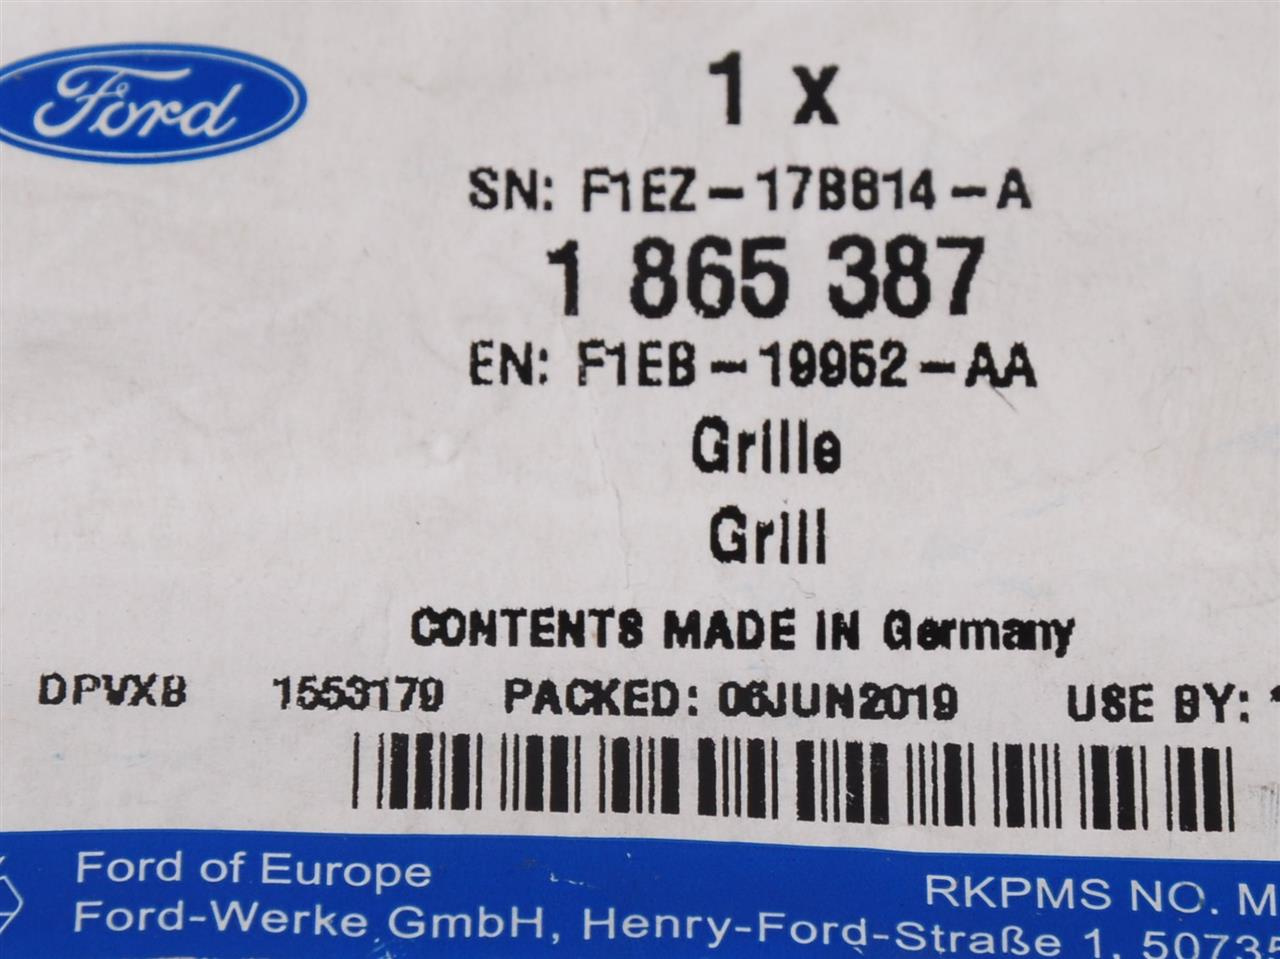 Ford
1 x
SN: F1EZ-17B814-A
1 865 387
EN: F1EB-19952-AA
Grille
Grill
CONTENTS MADE IN Germany
DPVXB 1553179 PACKED: 06JUN2019 USE BY:
Ford of Europe
RKPMS NO. M
Ford-Werke GmbH, Henry-Ford-Straße 1, 50735